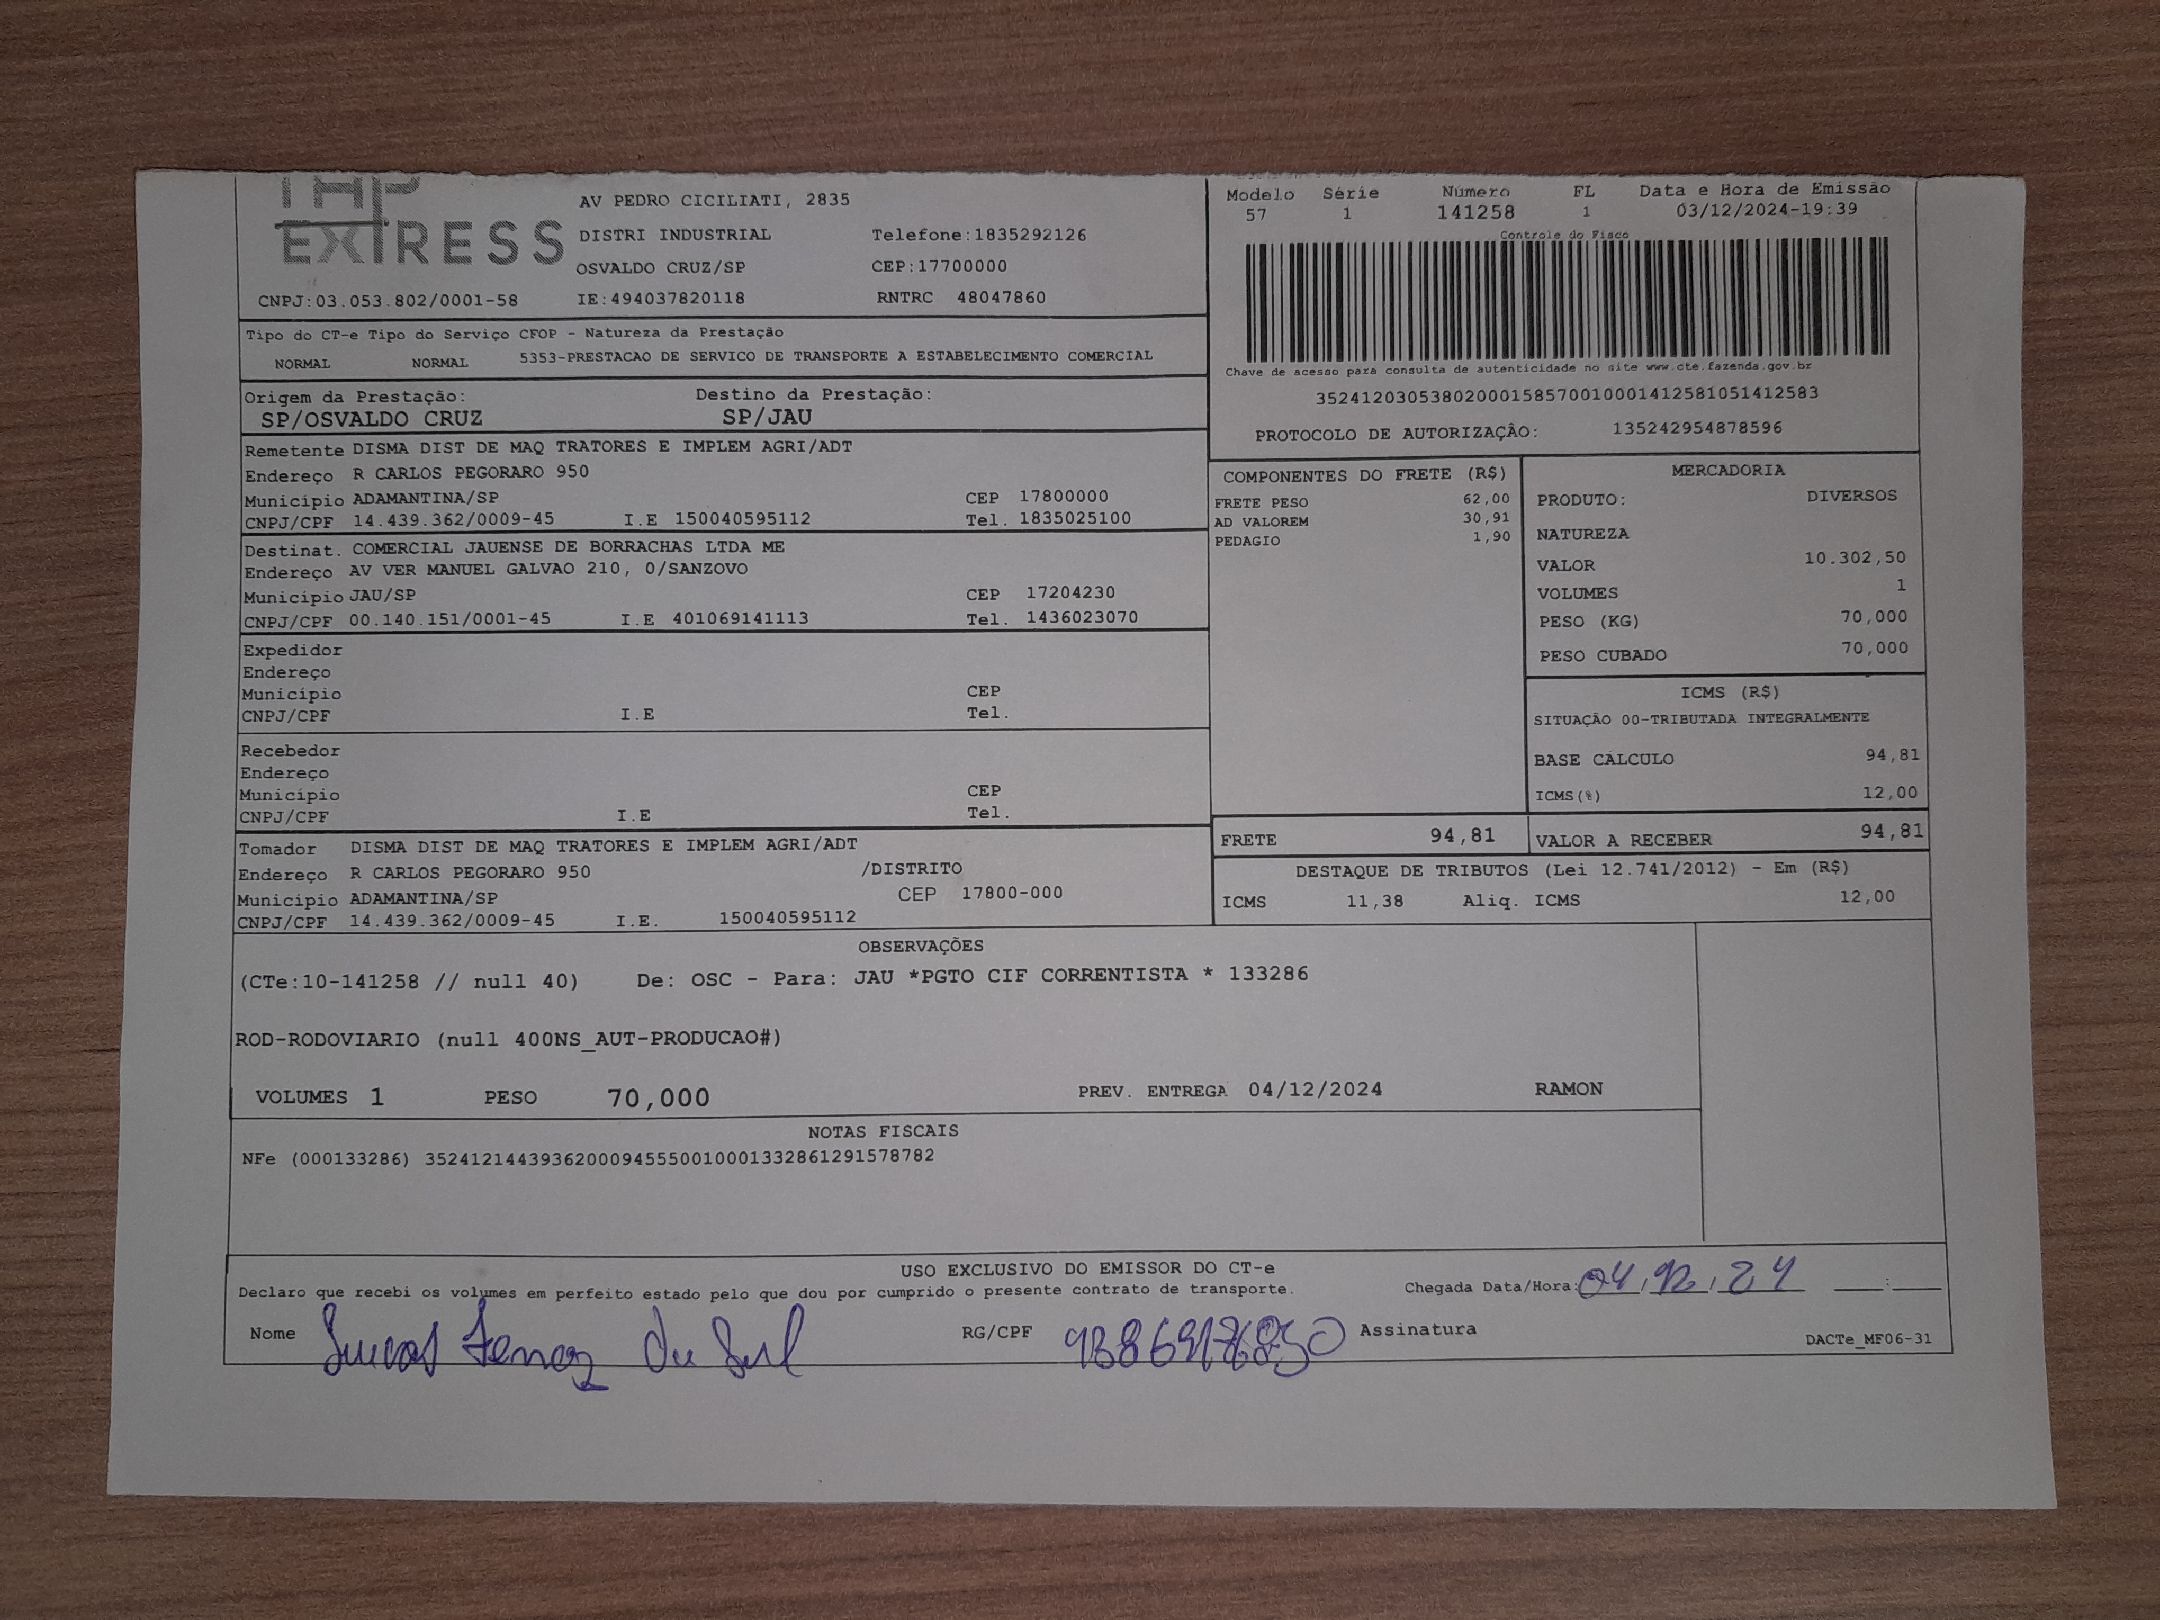 EXPRESS
AV PEDRO CICILIATI, 2835
DISTRI INDUSTRIAL Telefone:1835292126
OSVALDO CRUZ/SP CEP:17700000
CNPJ:03.053.802/0001-58 IE:494037820118 RNTRC 48047860
Modelo Série Número FL Data e Hora de Emissão
57 1 141258 1 03/12/2024-19:39
Controle do Fisco
Chave de acesso para consulta de autenticidade no site www.cte.fazenda.gov.br
35241203053802000158570010001412581051412583
PROTOCOLO DE AUTORIZAÇÃO: 135242954878596
Tipo do CT-e Tipo do Serviço CFOP - Natureza da Prestação
NORMAL NORMAL 5353-PRESTACAO DE SERVICO DE TRANSPORTE A ESTABELECIMENTO COMERCIAL
Origem da Prestação: Destino da Prestação:
SP/OSVALDO CRUZ SP/JAU
Remetente DISMA DIST DE MAQ TRATORES E IMPLEM AGRI/ADT
Endereço R CARLOS PEGORARO 950
Município ADAMANTINA/SP CEP 17800000
CNPJ/CPF 14.439.362/0009-45 I.E 150040595112 Tel. 1835025100
Destinat. COMERCIAL JAUENSE DE BORRACHAS LTDA ME
Endereço AV VER MANUEL GALVAO 210, 0/SANZOVO
Município JAU/SP CEP 17204230
CNPJ/CPF 00.140.151/0001-45 I.E 401069141113 Tel. 1436023070
Expedidor
Endereço
Município CEP
CNPJ/CPF I.E Tel.
Recebedor
Endereço
Município CEP
CNPJ/CPF I.E Tel.
Tomador DISMA DIST DE MAQ TRATORES E IMPLEM AGRI/ADT
Endereço R CARLOS PEGORARO 950 /DISTRITO
Município ADAMANTINA/SP CEP 17800-000
CNPJ/CPF 14.439.362/0009-45 I.E. 150040595112
COMPONENTES DO FRETE (R$)
FRETE PESO 62,00
AD VALOREM 30,91
PEDAGIO 1,90
MERCADORIA
PRODUTO: DIVERSOS
NATUREZA
VALOR 10.302,50
VOLUMES 1
PESO (KG) 70,000
PESO CUBADO 70,000
ICMS (R$)
SITUAÇÃO 00-TRIBUTADA INTEGRALMENTE
BASE CÁLCULO 94,81
ICMS(%) 12,00
FRETE 94,81 VALOR A RECEBER 94,81
DESTAQUE DE TRIBUTOS (Lei 12.741/2012) - Em (R$)
ICMS 11,38 Aliq. ICMS 12,00
OBSERVAÇÕES
(CTe:10-141258 // null 40) De: OSC - Para: JAU *PGTO CIF CORRENTISTA * 133286
ROD-RODOVIARIO (null 400NS_AUT-PRODUCAO#)
VOLUMES 1 PESO 70,000 PREV. ENTREGA 04/12/2024 RAMON
NOTAS FISCAIS
NFe (000133286) 35241214439362000945550010001332861291578782
USO EXCLUSIVO DO EMISSOR DO CT-e
Declaro que recebi os volumes em perfeito estado pelo que dou por cumprido o presente contrato de transporte. Chegada Data/Hora: 04, 12, 24
Nome RG/CPF Assinatura DACTe_MF06-31